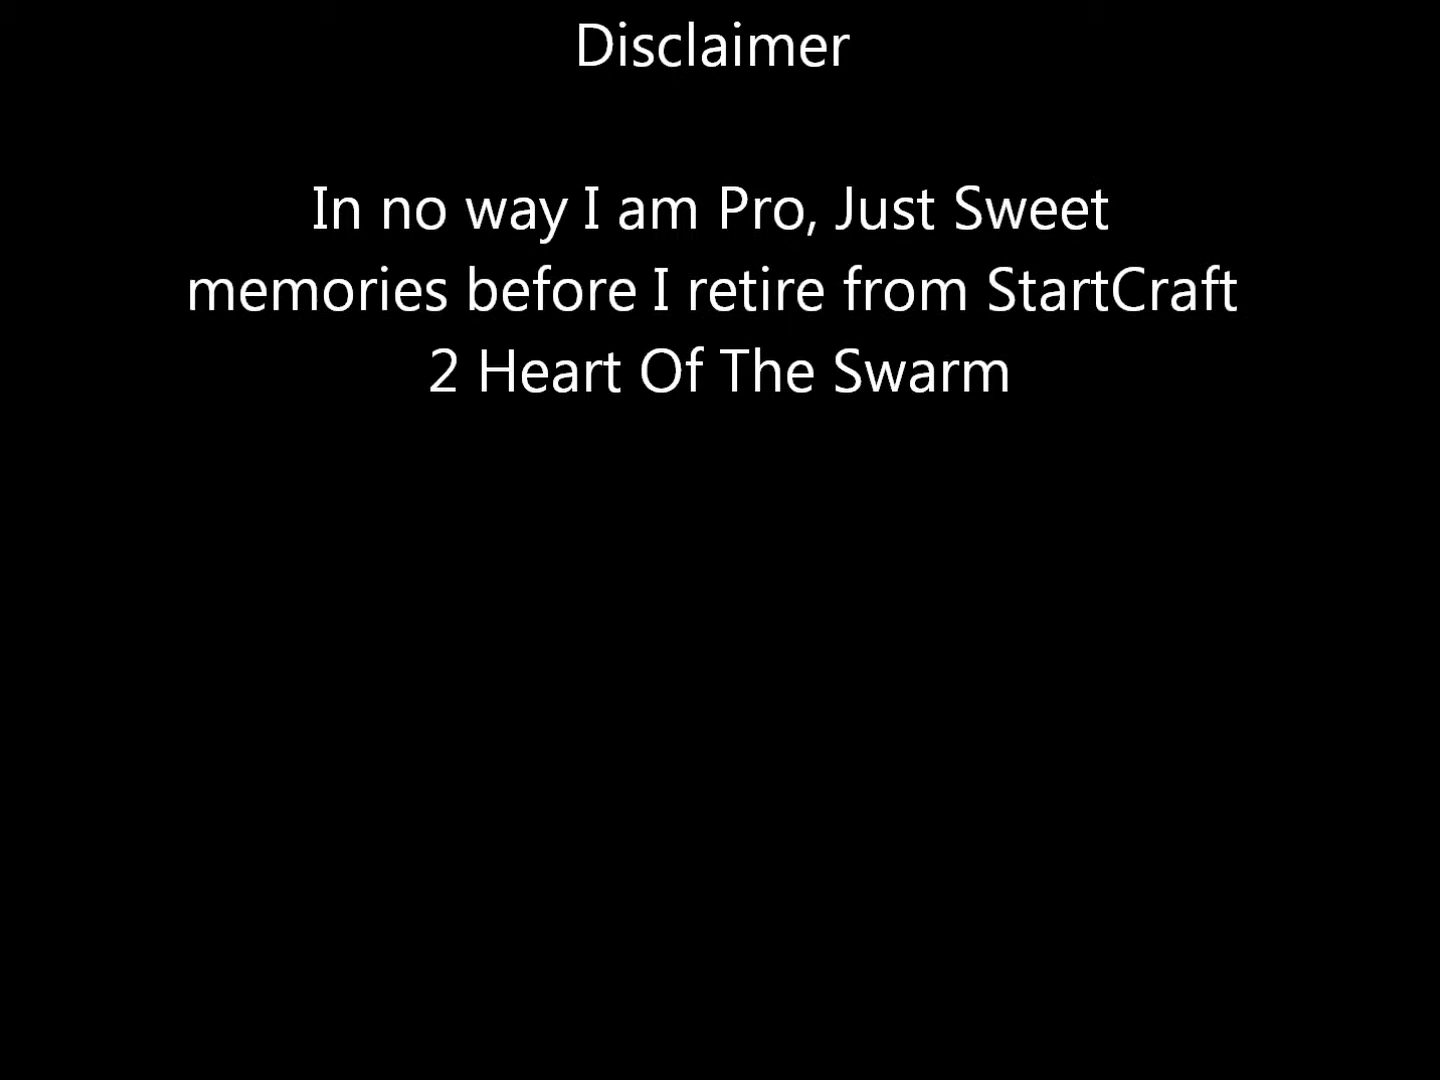 Disclaimer
In no way I am Pro, Just Sweet
memories before I retire from StartCraft
2 Heart Of The Swarm